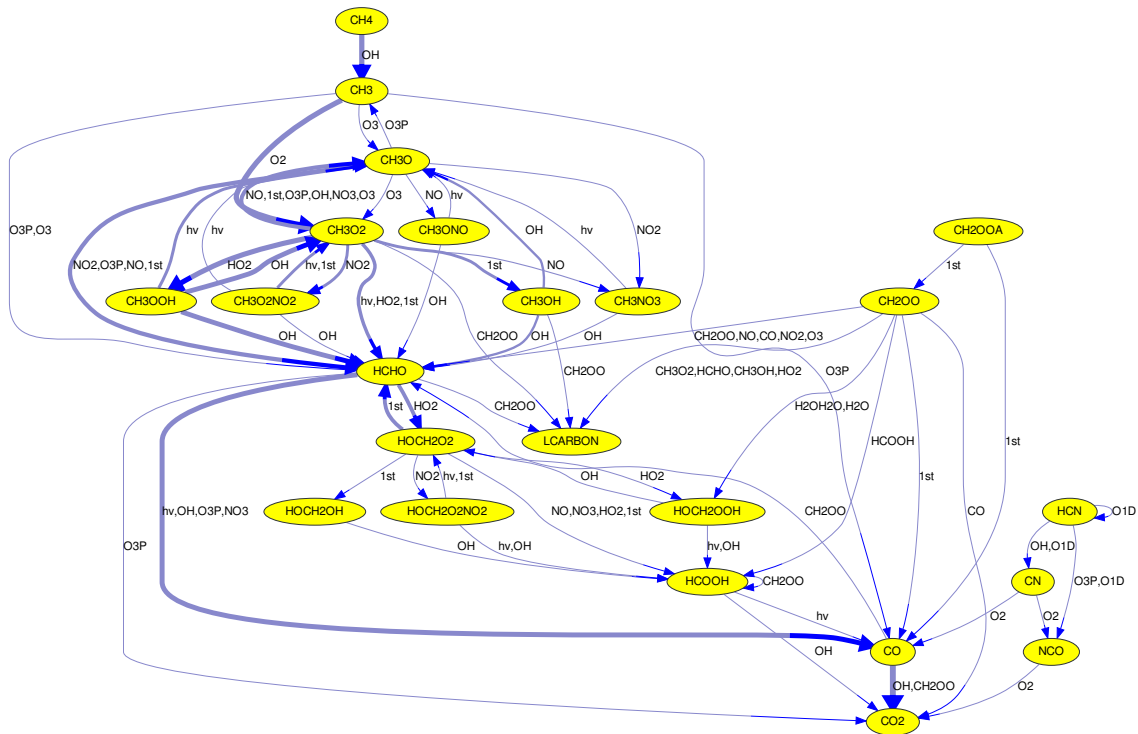 CH4
OH
CH3
O3 O3P
O2
CH3O
NO,1st,O3P,OH,NO3,O3 O3 NO hv
O3P,O3 hv hv CH3O2 CH3ONO OH hv NO2 CH2OOA
NO2,O3P,NO,1st HO2 OH hv,1st NO2 1st NO 1st
CH3OOH CH3O2NO2 CH3OH CH3NO3 CH2OO
hv,HO2,1st OH
OH OH CH2OO OH OH CH2OO,NO,CO,NO2,O3
HCHO CH2OO CH3O2,HCHO,CH3OH,HO2 O3P
1st HO2 CH2OO H2OH2O,H2O
HOCH2O2 LCARBON HCOOH 1st
1st NO2 hv,1st OH HO2 1st
HOCH2OH HOCH2O2NO2 HOCH2OOH HCN O1D
hv,OH,O3P,NO3 NO,NO3,HO2,1st CH2OO CO
O3P OH hv,OH hv,OH OH,O1D
HCOOH CH2OO CN O3P,O1D
hv O2 O2
OH CO NCO
OH,CH2OO O2
CO2